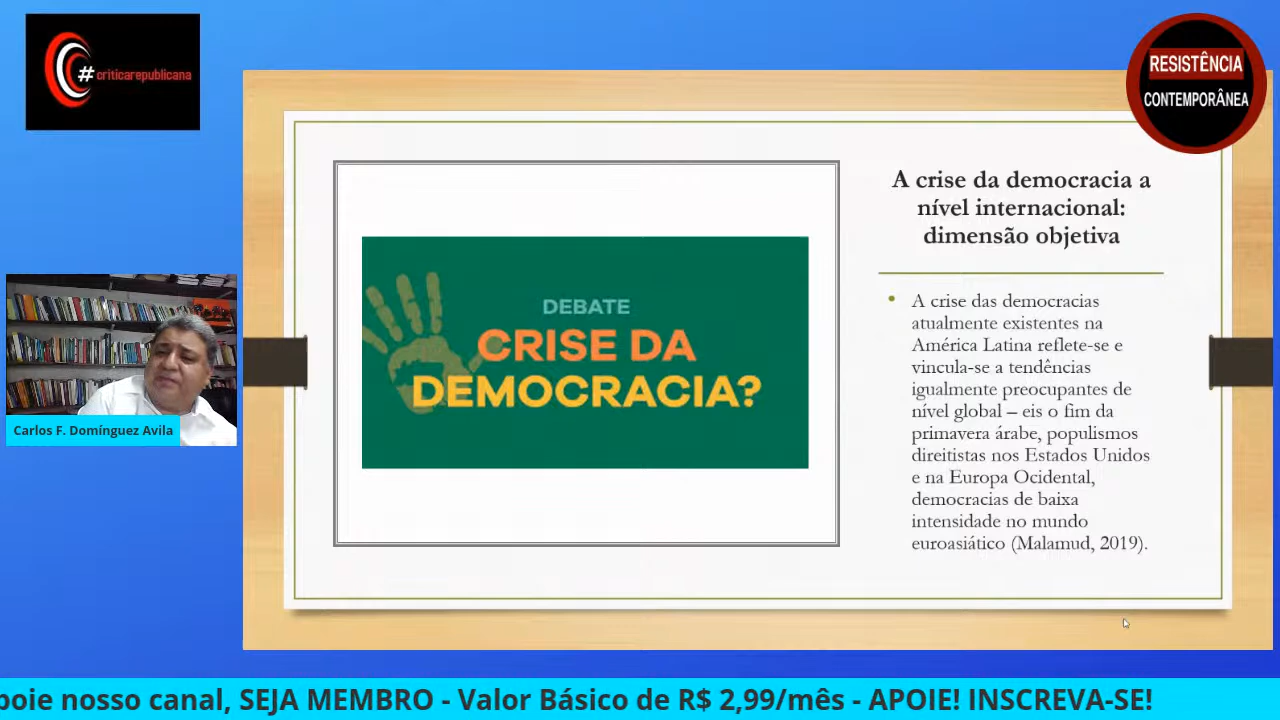 #criticarepublicana
RESISTÊNCIA
CONTEMPORÂNEA
A crise da democracia a
nível internacional:
dimensão objetiva
DEBATE
CRISE DA
DEMOCRACIA?
• A crise das democracias
atualmente existentes na
América Latina reflete-se e
vincula-se a tendências
igualmente preocupantes de
nível global – eis o fim da
primavera árabe, populismos
direitistas nos Estados Unidos
e na Europa Ocidental,
democracias de baixa
intensidade no mundo
euroasiático (Malamud, 2019).
Carlos F. Domínguez Avila
poie nosso canal, SEJA MEMBRO - Valor Básico de R$ 2,99/mês - APOIE! INSCREVA-SE!